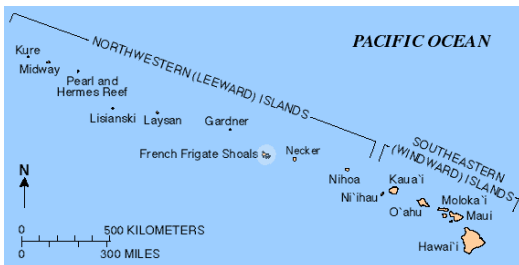 PACIFIC OCEAN
NORTHWESTERN (LEEWARD) ISLANDS
Kure
Midway
Pearl and
Hermes Reef
Lisianski
Laysan
Gardner
French Frigate Shoals
Necker
Nihoa
SOUTHEASTERN
(WINDWARD) ISLANDS
Kaua`i
Ni`ihau
O`ahu
Moloka`i
Maui
Hawai`i
N
0 500 KILOMETERS
0 300 MILES